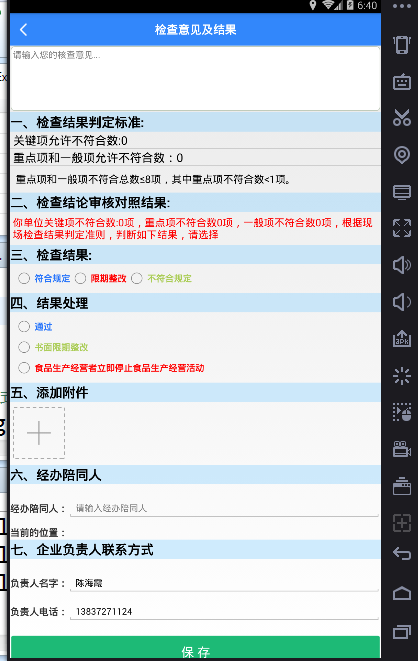 6:40
检查意见及结果
请输入您的核查意见...
一、检查结果判定标准:
关键项允许不符合数:0
重点项和一般项允许不符合数：0
重点项和一般项不符合总数≤8项，其中重点项不符合数<1项。
二、检查结论审核对照结果:
你单位关键项不符合数:0项，重点项不符合数0项，一般项不符合数0项，根据现
场检查结果判定准则，判断如下结果，请选择
三、检查结果:
符合规定 限期整改 不符合规定
四、结果处理
通过
书面限期整改
食品生产经营者立即停止食品生产经营活动
五、添加附件
六、经办陪同人
经办陪同人： 请输入经办陪同人
当前的位置：
七、企业负责人联系方式
负责人名字： 陈海霞
负责人电话： 13837271124
保 存